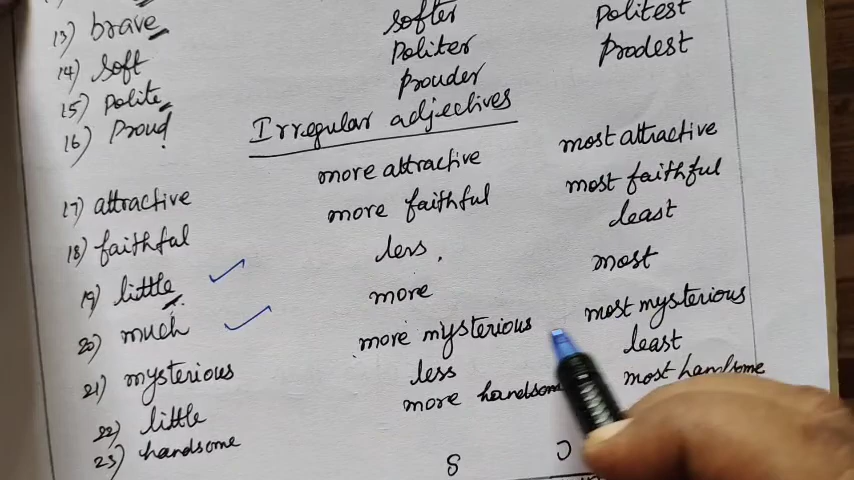 13) brave softer politest
14) soft politer prodest
15) polite prouder
16) proud
Irregular adjectives
17) attractive more attractive most attractive
18) faithful more faithful most faithful
19) little less least
20) much more most
21) mysterious more mysterious most mysterious
22) little less least
23) handsome more handsome most handsome
S O